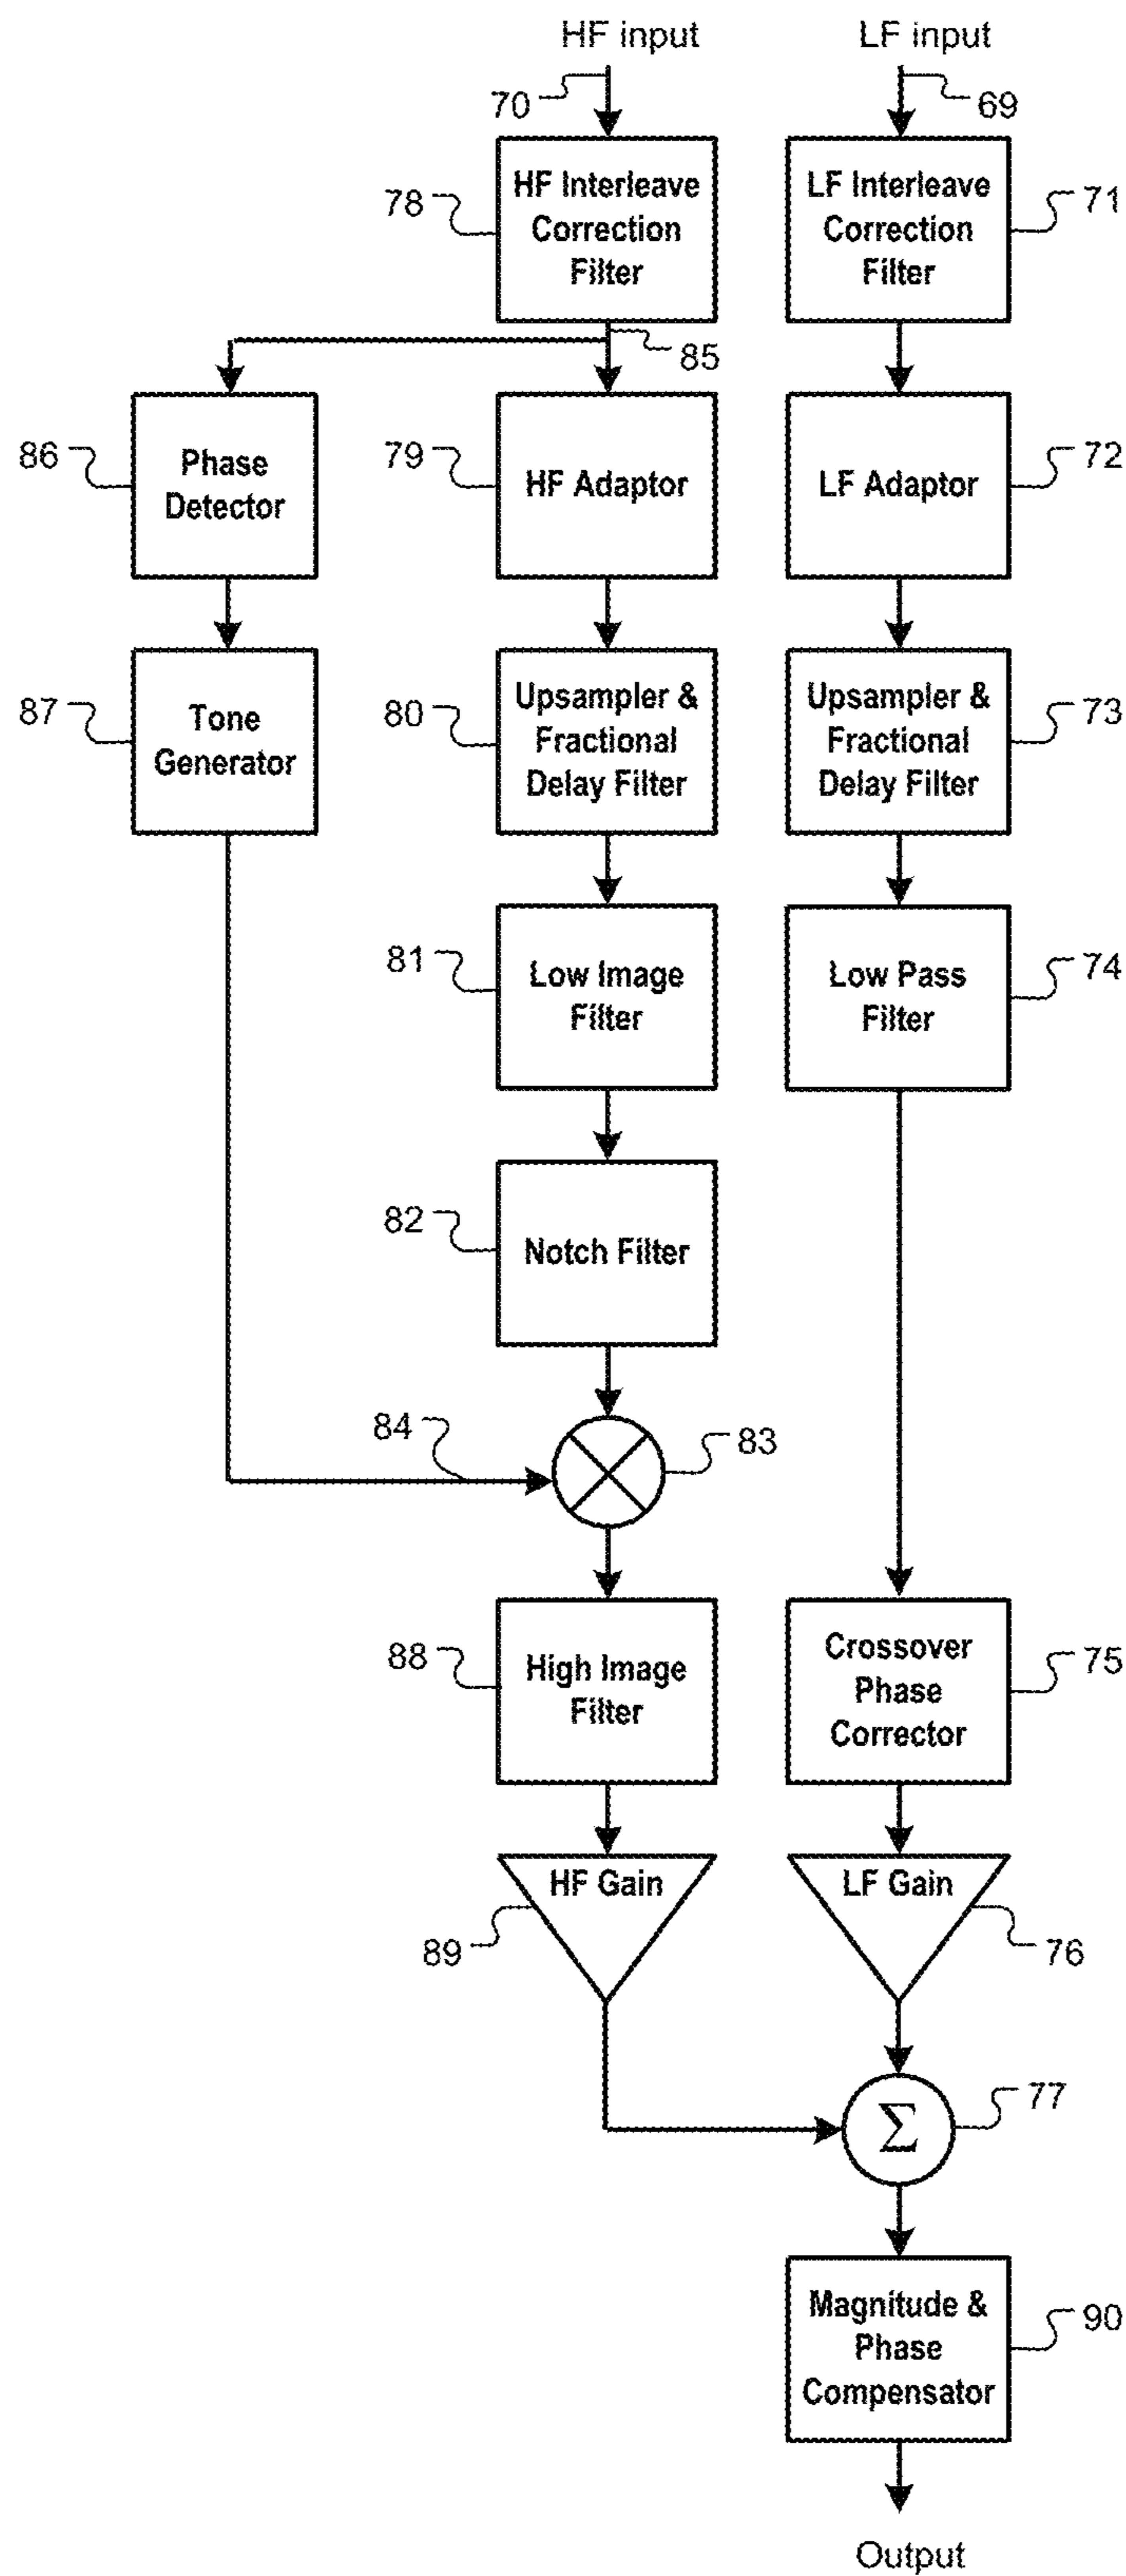 HF input
LF input
70
69
78
HF Interleave
Correction
Filter
LF Interleave
Correction
Filter
71
85
86
Phase
Detector
79
HF Adaptor
LF Adaptor
72
87
Tone
Generator
80
Upsampler &
Fractional
Delay Filter
Upsampler &
Fractional
Delay Filter
73
81
Low Image
Filter
Low Pass
Filter
74
82
Notch Filter
84
83
88
High Image
Filter
Crossover
Phase
Corrector
75
HF Gain
LF Gain
89
76
Σ
77
Magnitude &
Phase
Compensator
90
Output